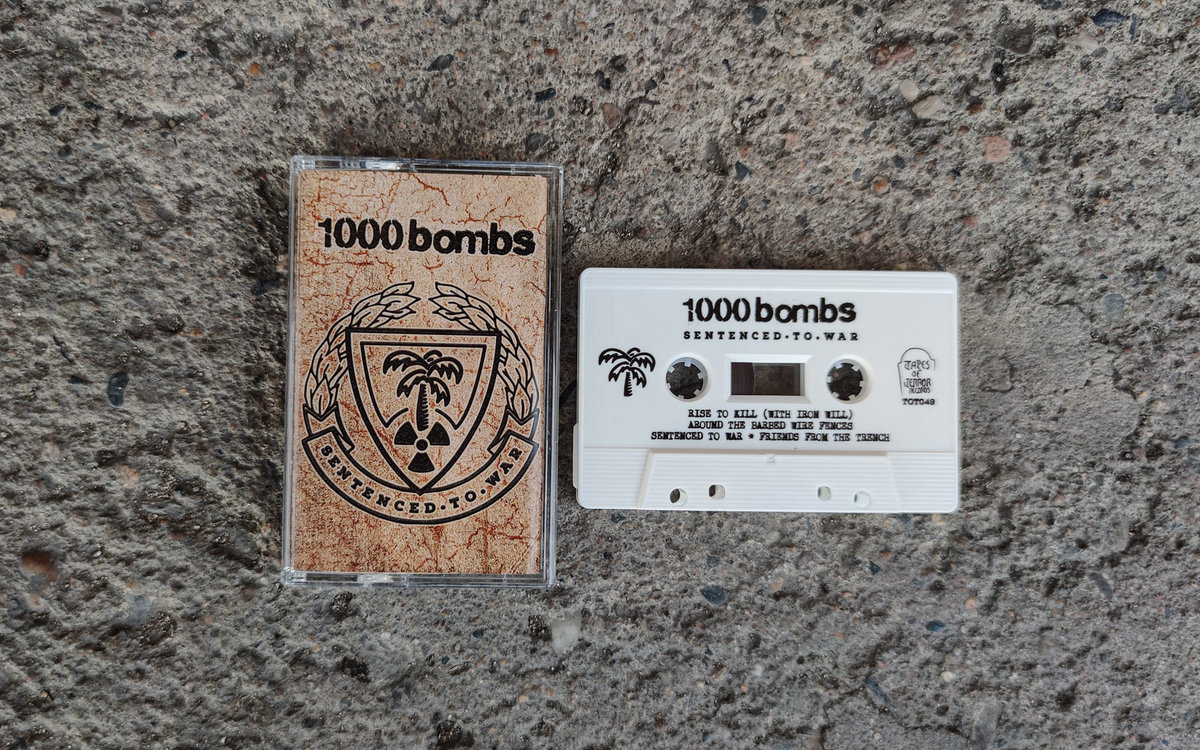 1000 bombs
SENTENCED·TO·WAR
1000 bombs
SENTENCED·TO·WAR
TAPES
OF
TERROR
RECORDS
TOT049
RISE TO KILL (WITH IRON WILL)
AROUND THE BARBED WIRE FENCES
SENTENCED TO WAR * FRIENDS FROM THE TRENCH